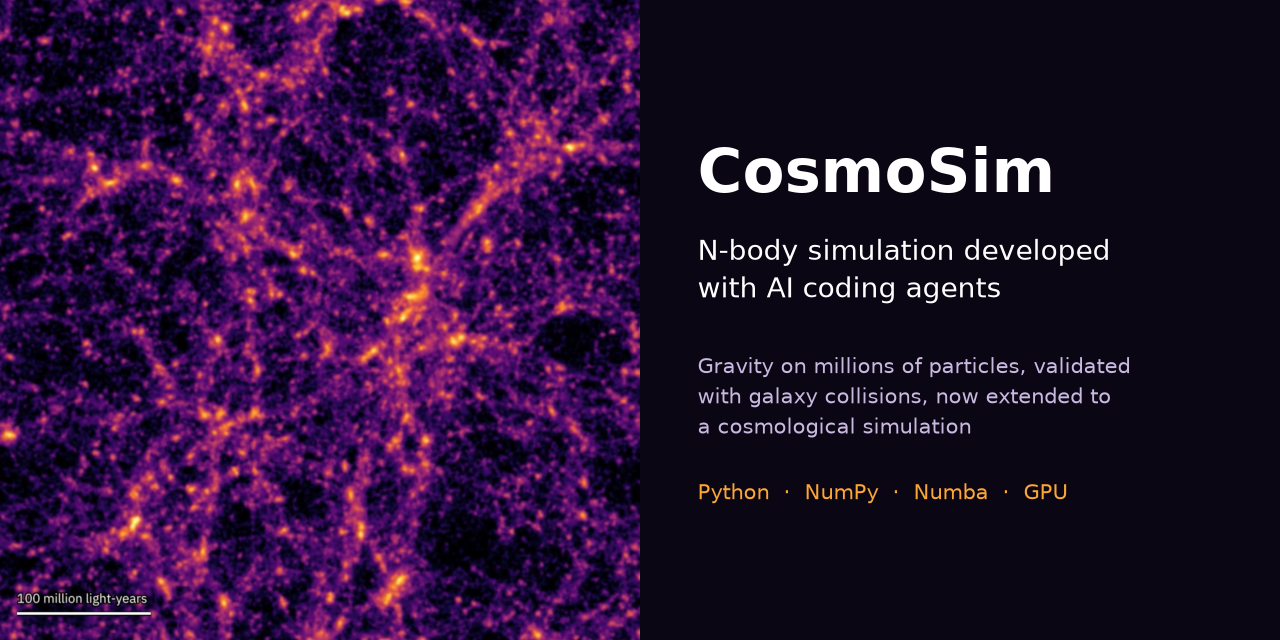 CosmoSim
N-body simulation developed
with AI coding agents
Gravity on millions of particles, validated
with galaxy collisions, now extended to
a cosmological simulation
Python · NumPy · Numba · GPU
100 million light-years